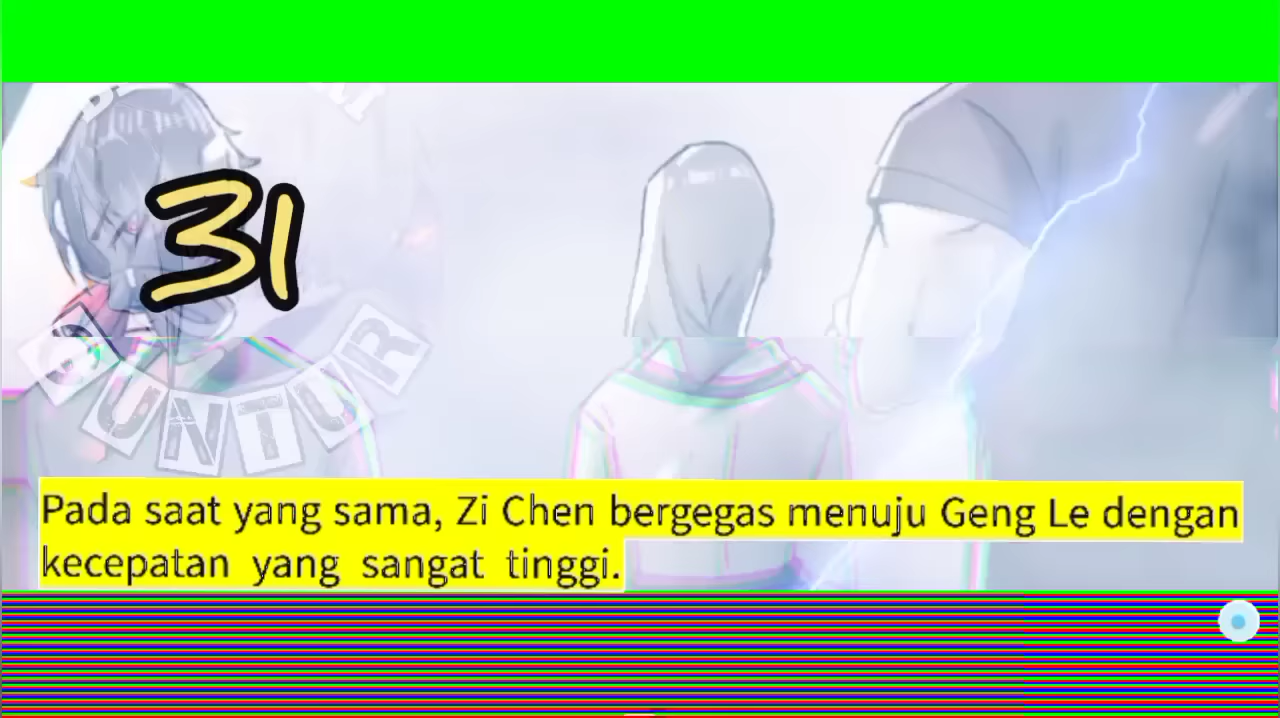 31
GUNTUR
Pada saat yang sama, Zi Chen bergegas menuju Geng Le dengan
kecepatan yang sangat tinggi.